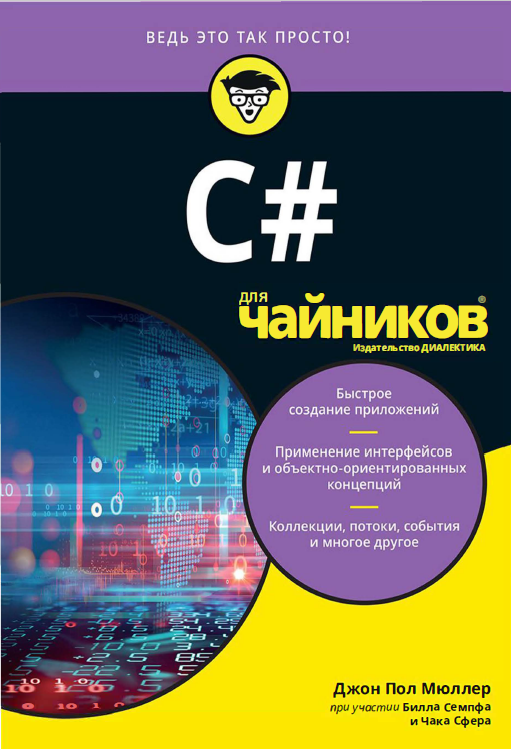 ВЕДЬ ЭТО ТАК ПРОСТО!
C#
для
чайников®
Издательство ДИАЛЕКТИКА
Быстрое
создание приложений
Применение интерфейсов
и объектно-ориентированных
концепций
Коллекции, потоки, события
и многое другое
Джон Пол Мюллер
при участии Билла Семпфа
и Чака Сфера